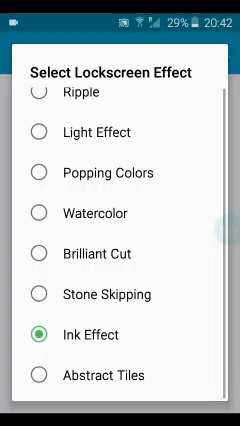 R 29% 20:42
Select Lockscreen Effect
Ripple
Light Effect
Popping Colors
Watercolor
Brilliant Cut
Stone Skipping
Ink Effect
Abstract Tiles